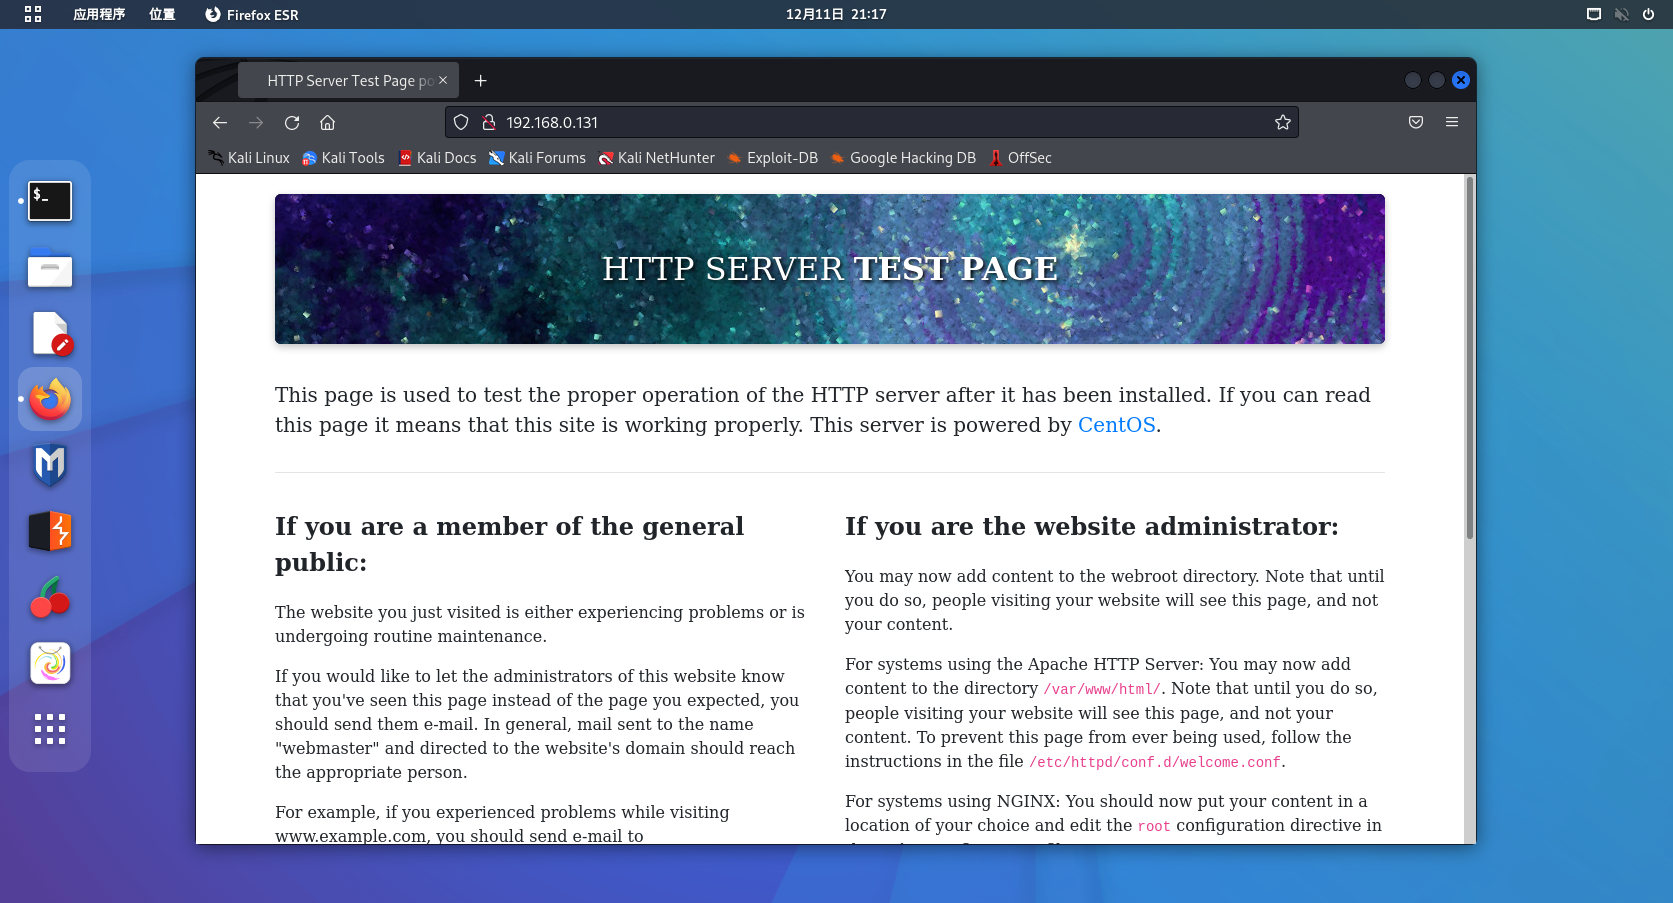 应用程序 位置 Firefox ESR 12月11日 21:17
HTTP Server Test Page po
192.168.0.131
Kali Linux Kali Tools Kali Docs Kali Forums Kali NetHunter Exploit-DB Google Hacking DB OffSec
$_
HTTP SERVER TEST PAGE
This page is used to test the proper operation of the HTTP server after it has been installed. If you can read
this page it means that this site is working properly. This server is powered by CentOS.
If you are a member of the general
public:
The website you just visited is either experiencing problems or is
undergoing routine maintenance.
If you would like to let the administrators of this website know
that you've seen this page instead of the page you expected, you
should send them e-mail. In general, mail sent to the name
"webmaster" and directed to the website's domain should reach
the appropriate person.
For example, if you experienced problems while visiting
www.example.com, you should send e-mail to
If you are the website administrator:
You may now add content to the webroot directory. Note that until
you do so, people visiting your website will see this page, and not
your content.
For systems using the Apache HTTP Server: You may now add
content to the directory /var/www/html/. Note that until you do so,
people visiting your website will see this page, and not your
content. To prevent this page from ever being used, follow the
instructions in the file /etc/httpd/conf.d/welcome.conf.
For systems using NGINX: You should now put your content in a
location of your choice and edit the root configuration directive in